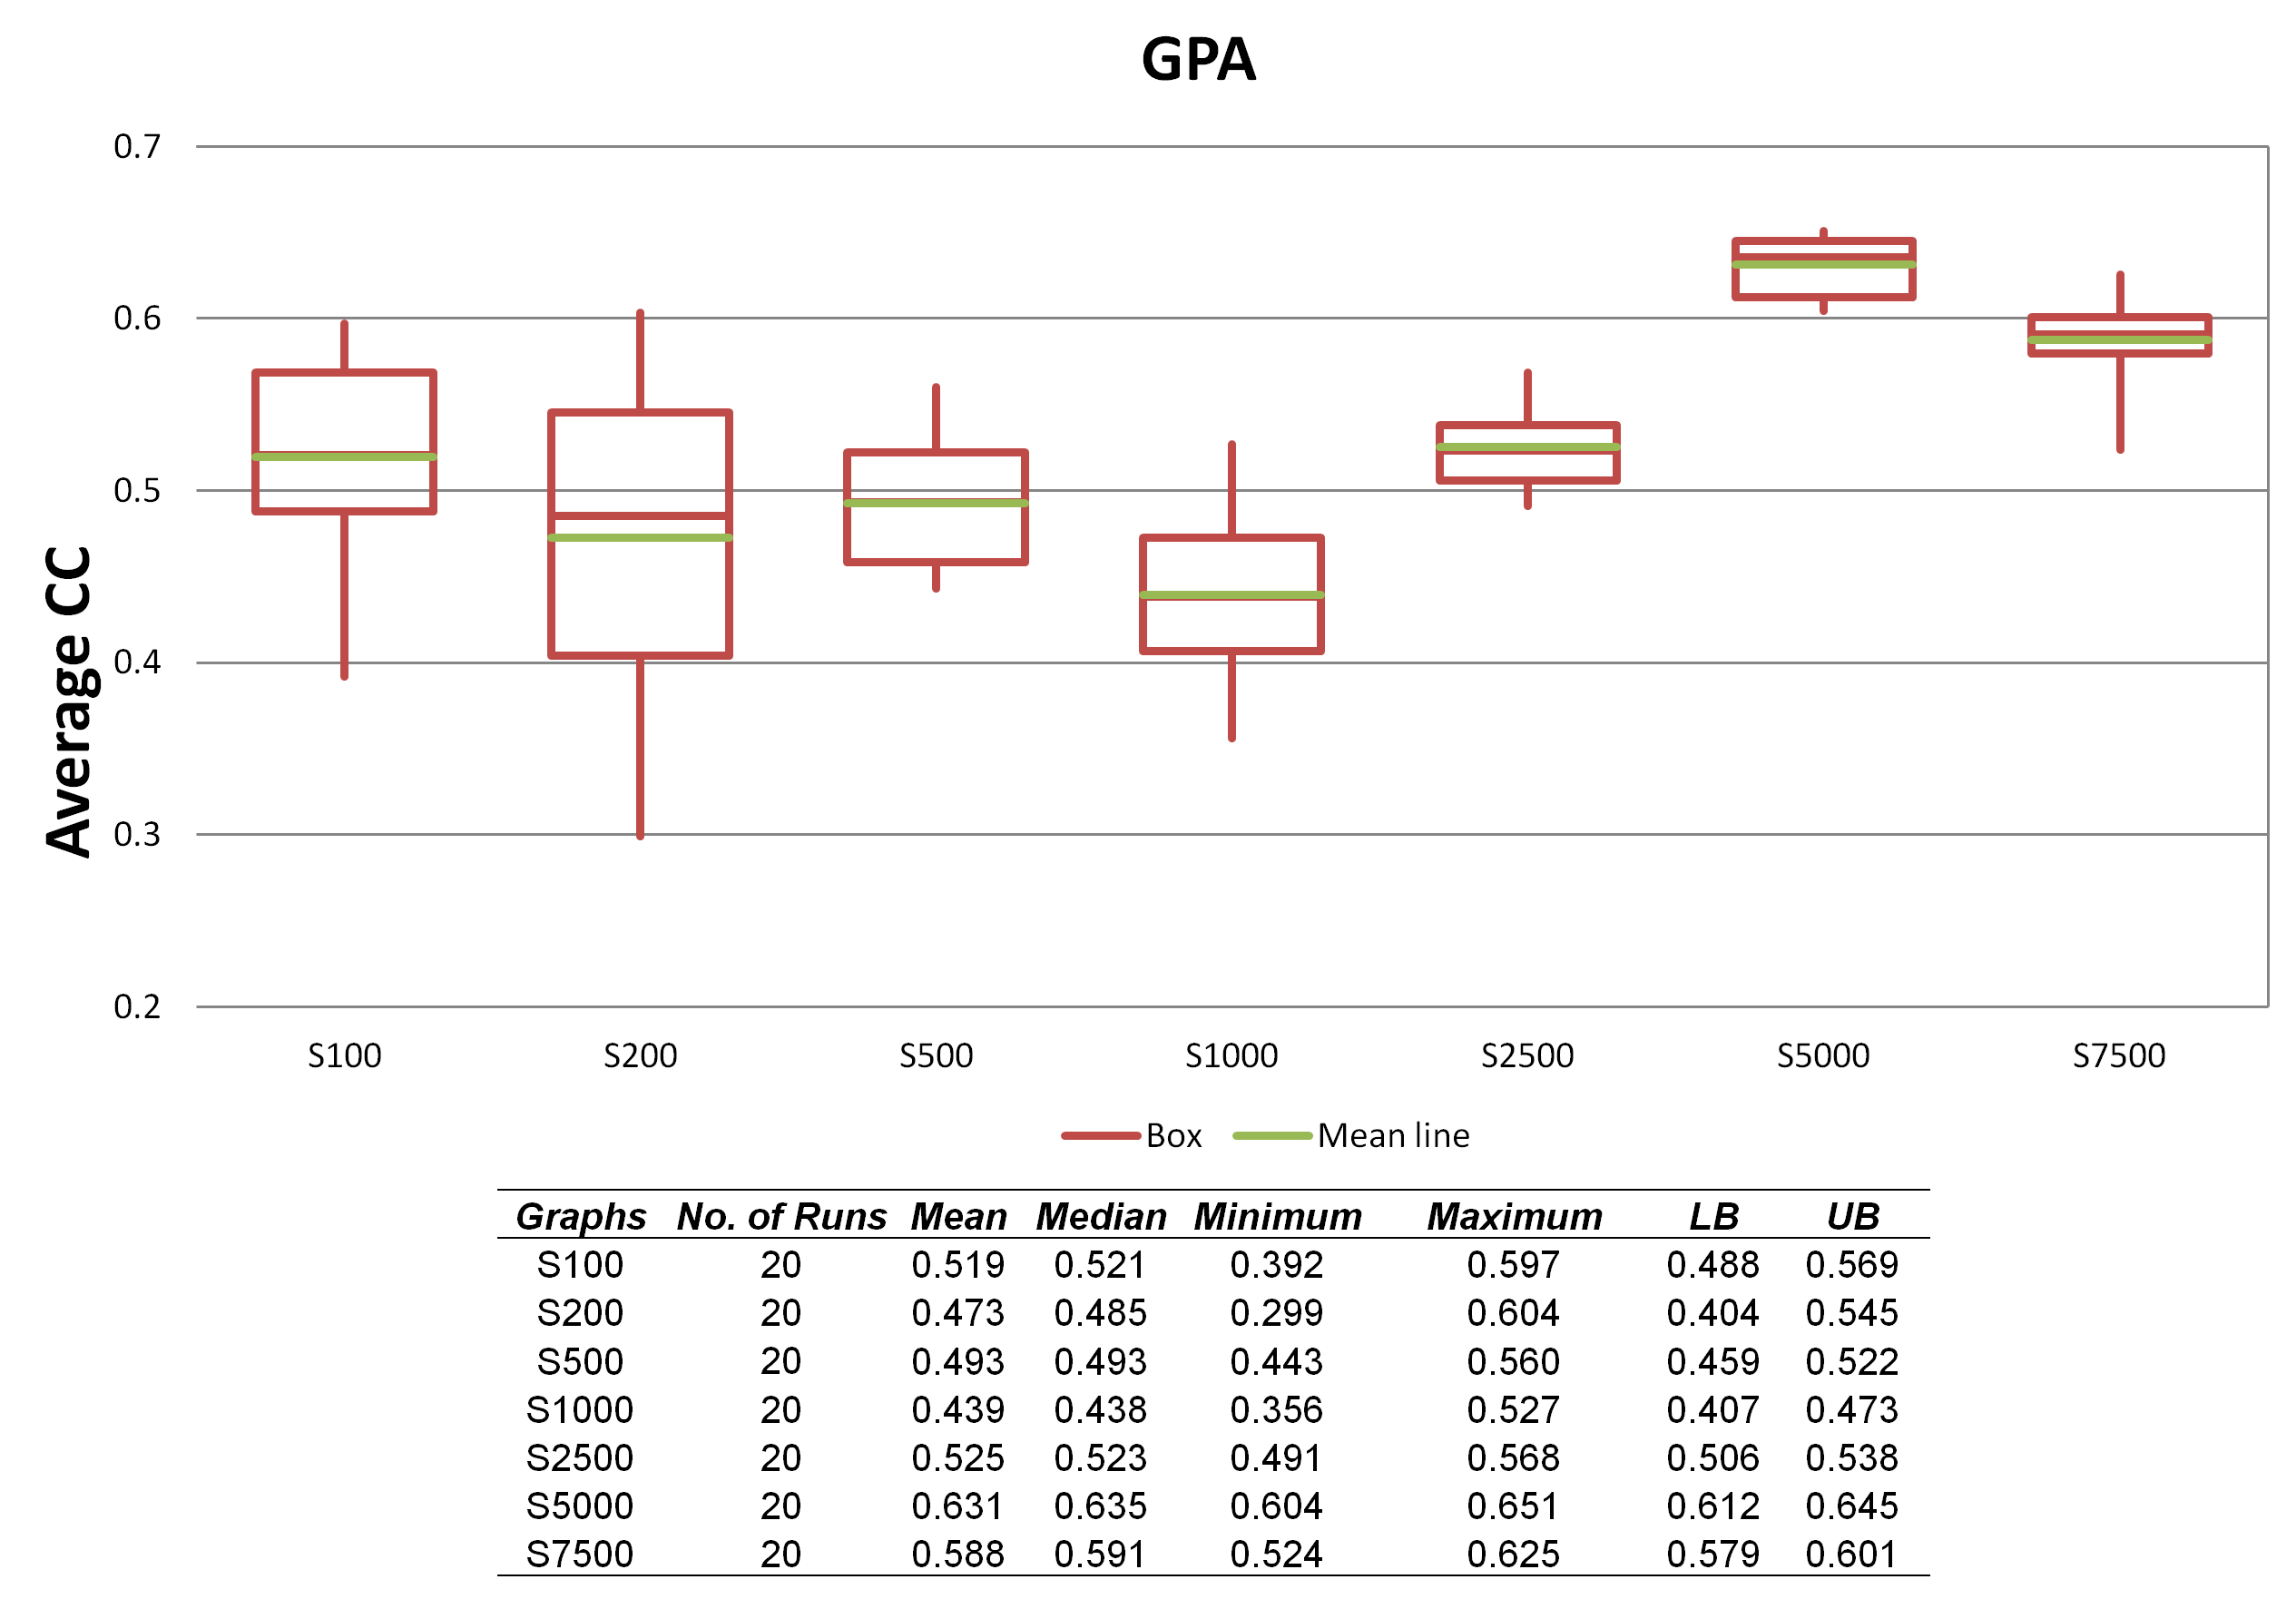 GPA
0.7
0.6
0.5
0.4
0.3
0.2
Average CC
S100 S200 S500 S1000 S2500 S5000 S7500
Box Mean line
Graphs No. of Runs Mean Median Minimum Maximum LB UB
S100 20 0.519 0.521 0.392 0.597 0.488 0.569
S200 20 0.473 0.485 0.299 0.604 0.404 0.545
S500 20 0.493 0.493 0.443 0.560 0.459 0.522
S1000 20 0.439 0.438 0.356 0.527 0.407 0.473
S2500 20 0.525 0.523 0.491 0.568 0.506 0.538
S5000 20 0.631 0.635 0.604 0.651 0.612 0.645
S7500 20 0.588 0.591 0.524 0.625 0.579 0.601